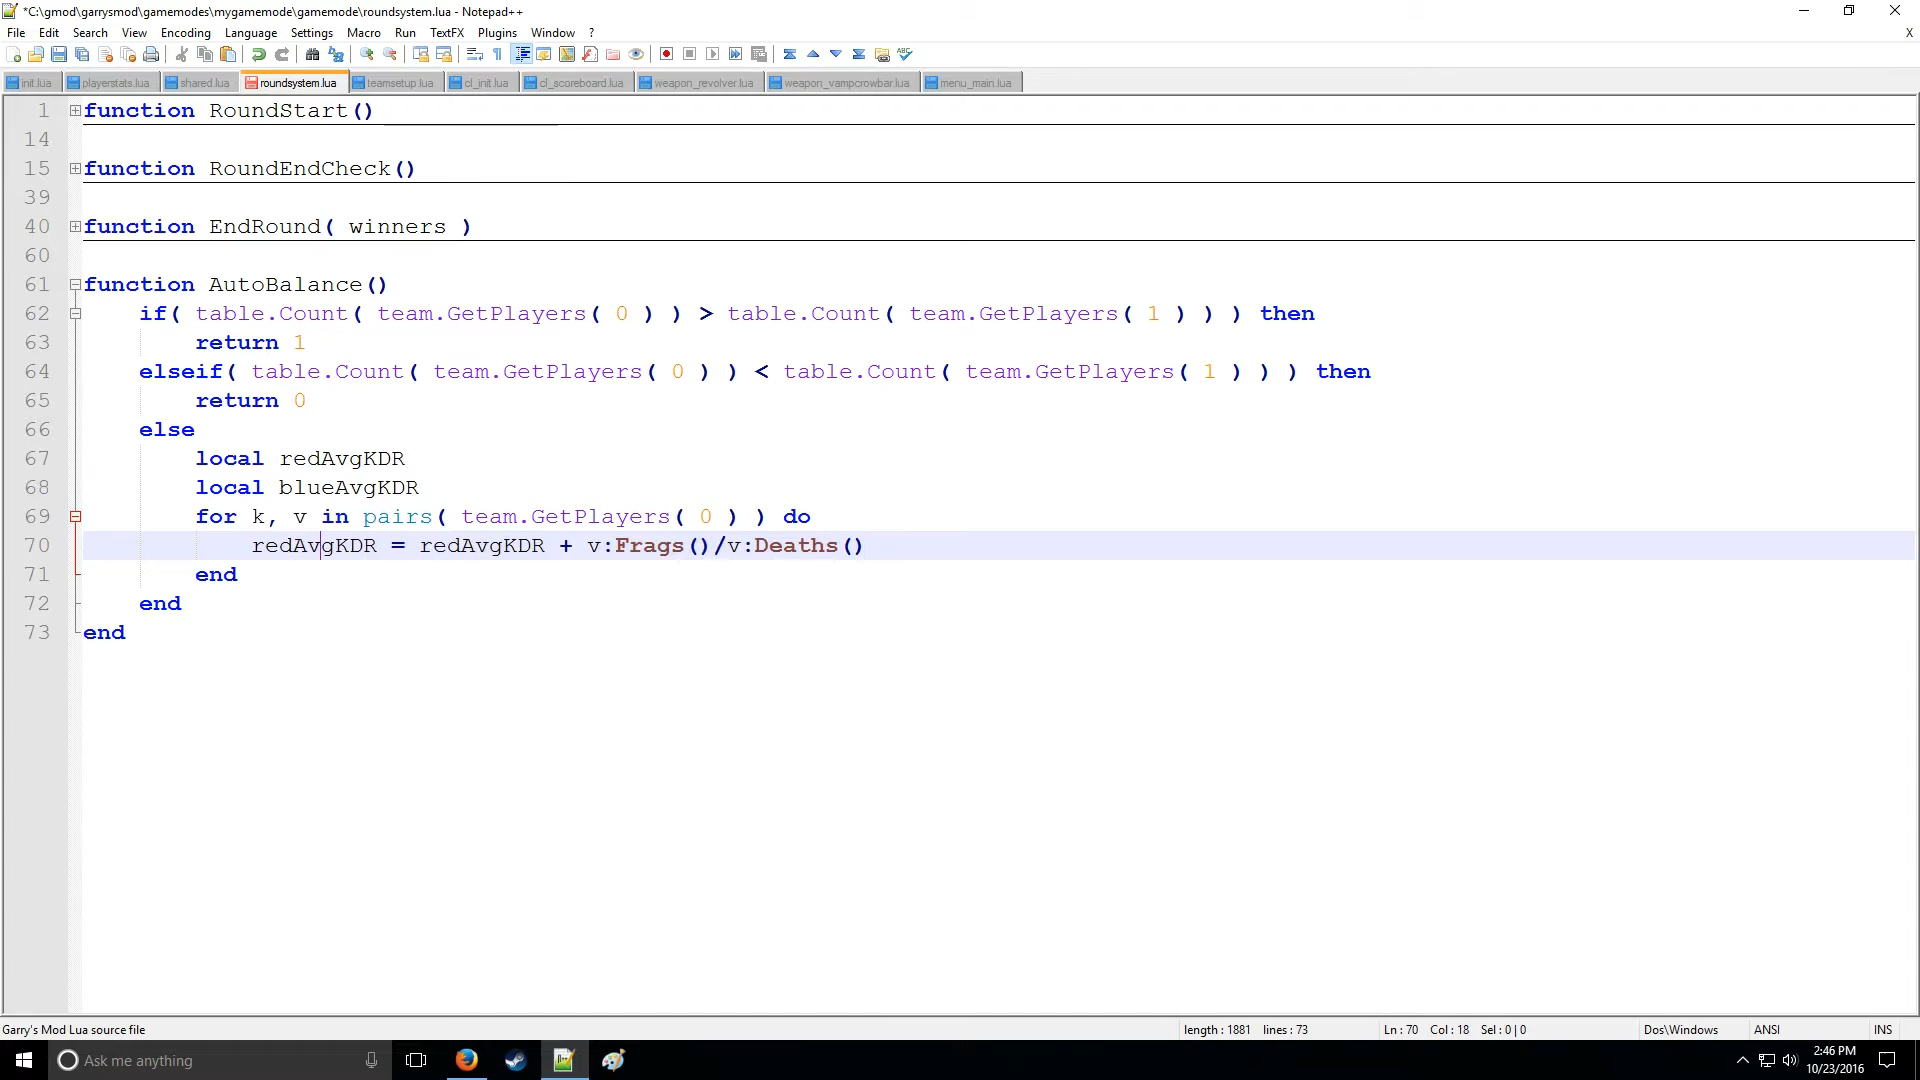 *C:\gmod\garrysmod\gamemodes\mygamemode\gamemode\roundsystem.lua - Notepad++
File Edit Search View Encoding Language Settings Macro Run TextFX Plugins Window ? X
init.lua playerstats.lua shared.lua roundsystem.lua teamsetup.lua cl_init.lua cl_scoreboard.lua weapon_revolver.lua weapon_vampcrowbar.lua menu_main.lua
1 function RoundStart()
14
15 function RoundEndCheck()
39
40 function EndRound( winners )
60
61 function AutoBalance()
62 if( table.Count( team.GetPlayers( 0 ) ) > table.Count( team.GetPlayers( 1 ) ) ) then
63 return 1
64 elseif( table.Count( team.GetPlayers( 0 ) ) < table.Count( team.GetPlayers( 1 ) ) ) then
65 return 0
66 else
67 local redAvgKDR
68 local blueAvgKDR
69 for k, v in pairs( team.GetPlayers( 0 ) ) do
70 redAvgKDR = redAvgKDR + v:Frags()/v:Deaths()
71 end
72 end
73 end
Garry's Mod Lua source file length : 1881 lines : 73 Ln : 70 Col : 18 Sel : 0 | 0 Dos\Windows ANSI INS
Ask me anything
2:46 PM
10/23/2016